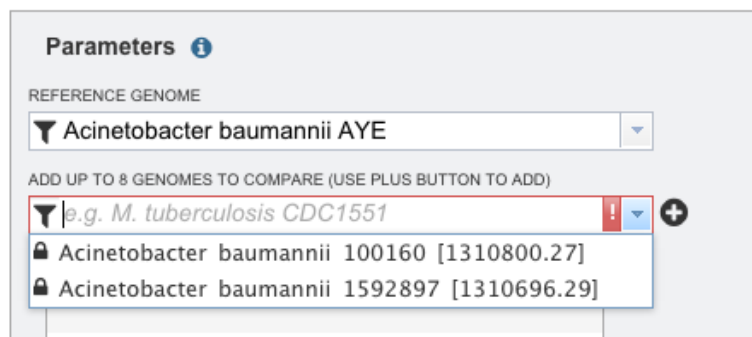 Parameters
REFERENCE GENOME
Acinetobacter baumannii AYE
ADD UP TO 8 GENOMES TO COMPARE (USE PLUS BUTTON TO ADD)
e.g. M. tuberculosis CDC1551
Acinetobacter baumannii 100160 [1310800.27]
Acinetobacter baumannii 1592897 [1310696.29]